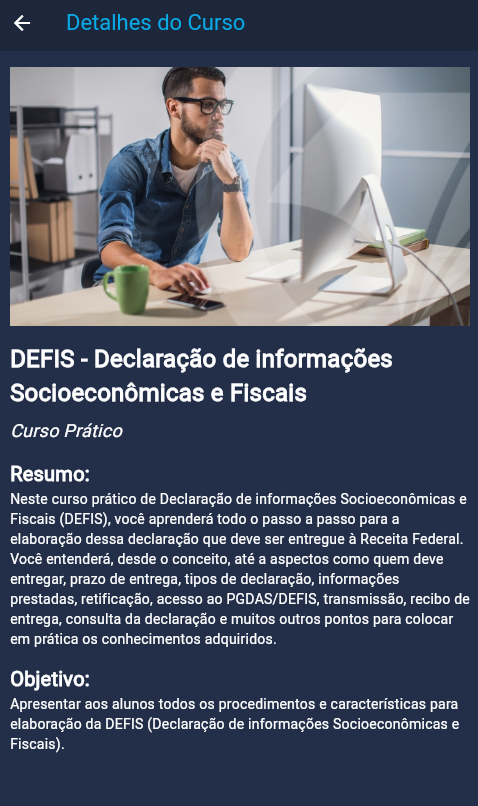 Detalhes do Curso
DEFIS - Declaração de informações
Socioeconômicas e Fiscais
Curso Prático
Resumo:
Neste curso prático de Declaração de informações Socioeconômicas e
Fiscais (DEFIS), você aprenderá todo o passo a passo para a
elaboração dessa declaração que deve ser entregue à Receita Federal.
Você entenderá, desde o conceito, até a aspectos como quem deve
entregar, prazo de entrega, tipos de declaração, informações
prestadas, retificação, acesso ao PGDAS/DEFIS, transmissão, recibo de
entrega, consulta da declaração e muitos outros pontos para colocar
em prática os conhecimentos adquiridos.
Objetivo:
Apresentar aos alunos todos os procedimentos e características para
elaboração da DEFIS (Declaração de informações Socioeconômicas e
Fiscais).